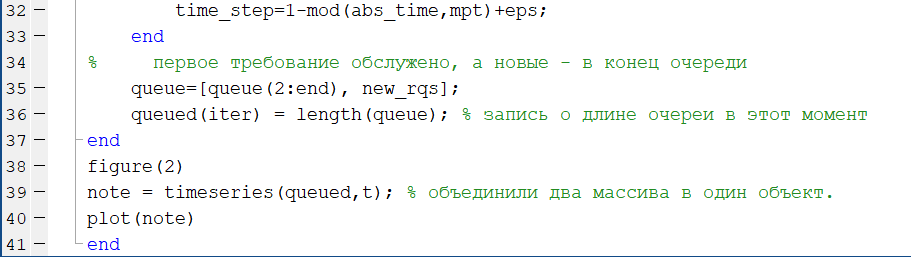 32 – time_step=1-mod(abs_time,mpt)+eps;
33 – end
34 % первое требование обслужено, а новые - в конец очереди
35 – queue=[queue(2:end), new_rqs];
36 – queued(iter) = length(queue); % запись о длине очереи в этот момент
37 – end
38 – figure(2)
39 – note = timeseries(queued,t); % объединили два массива в один объект.
40 – plot(note)
41 – end